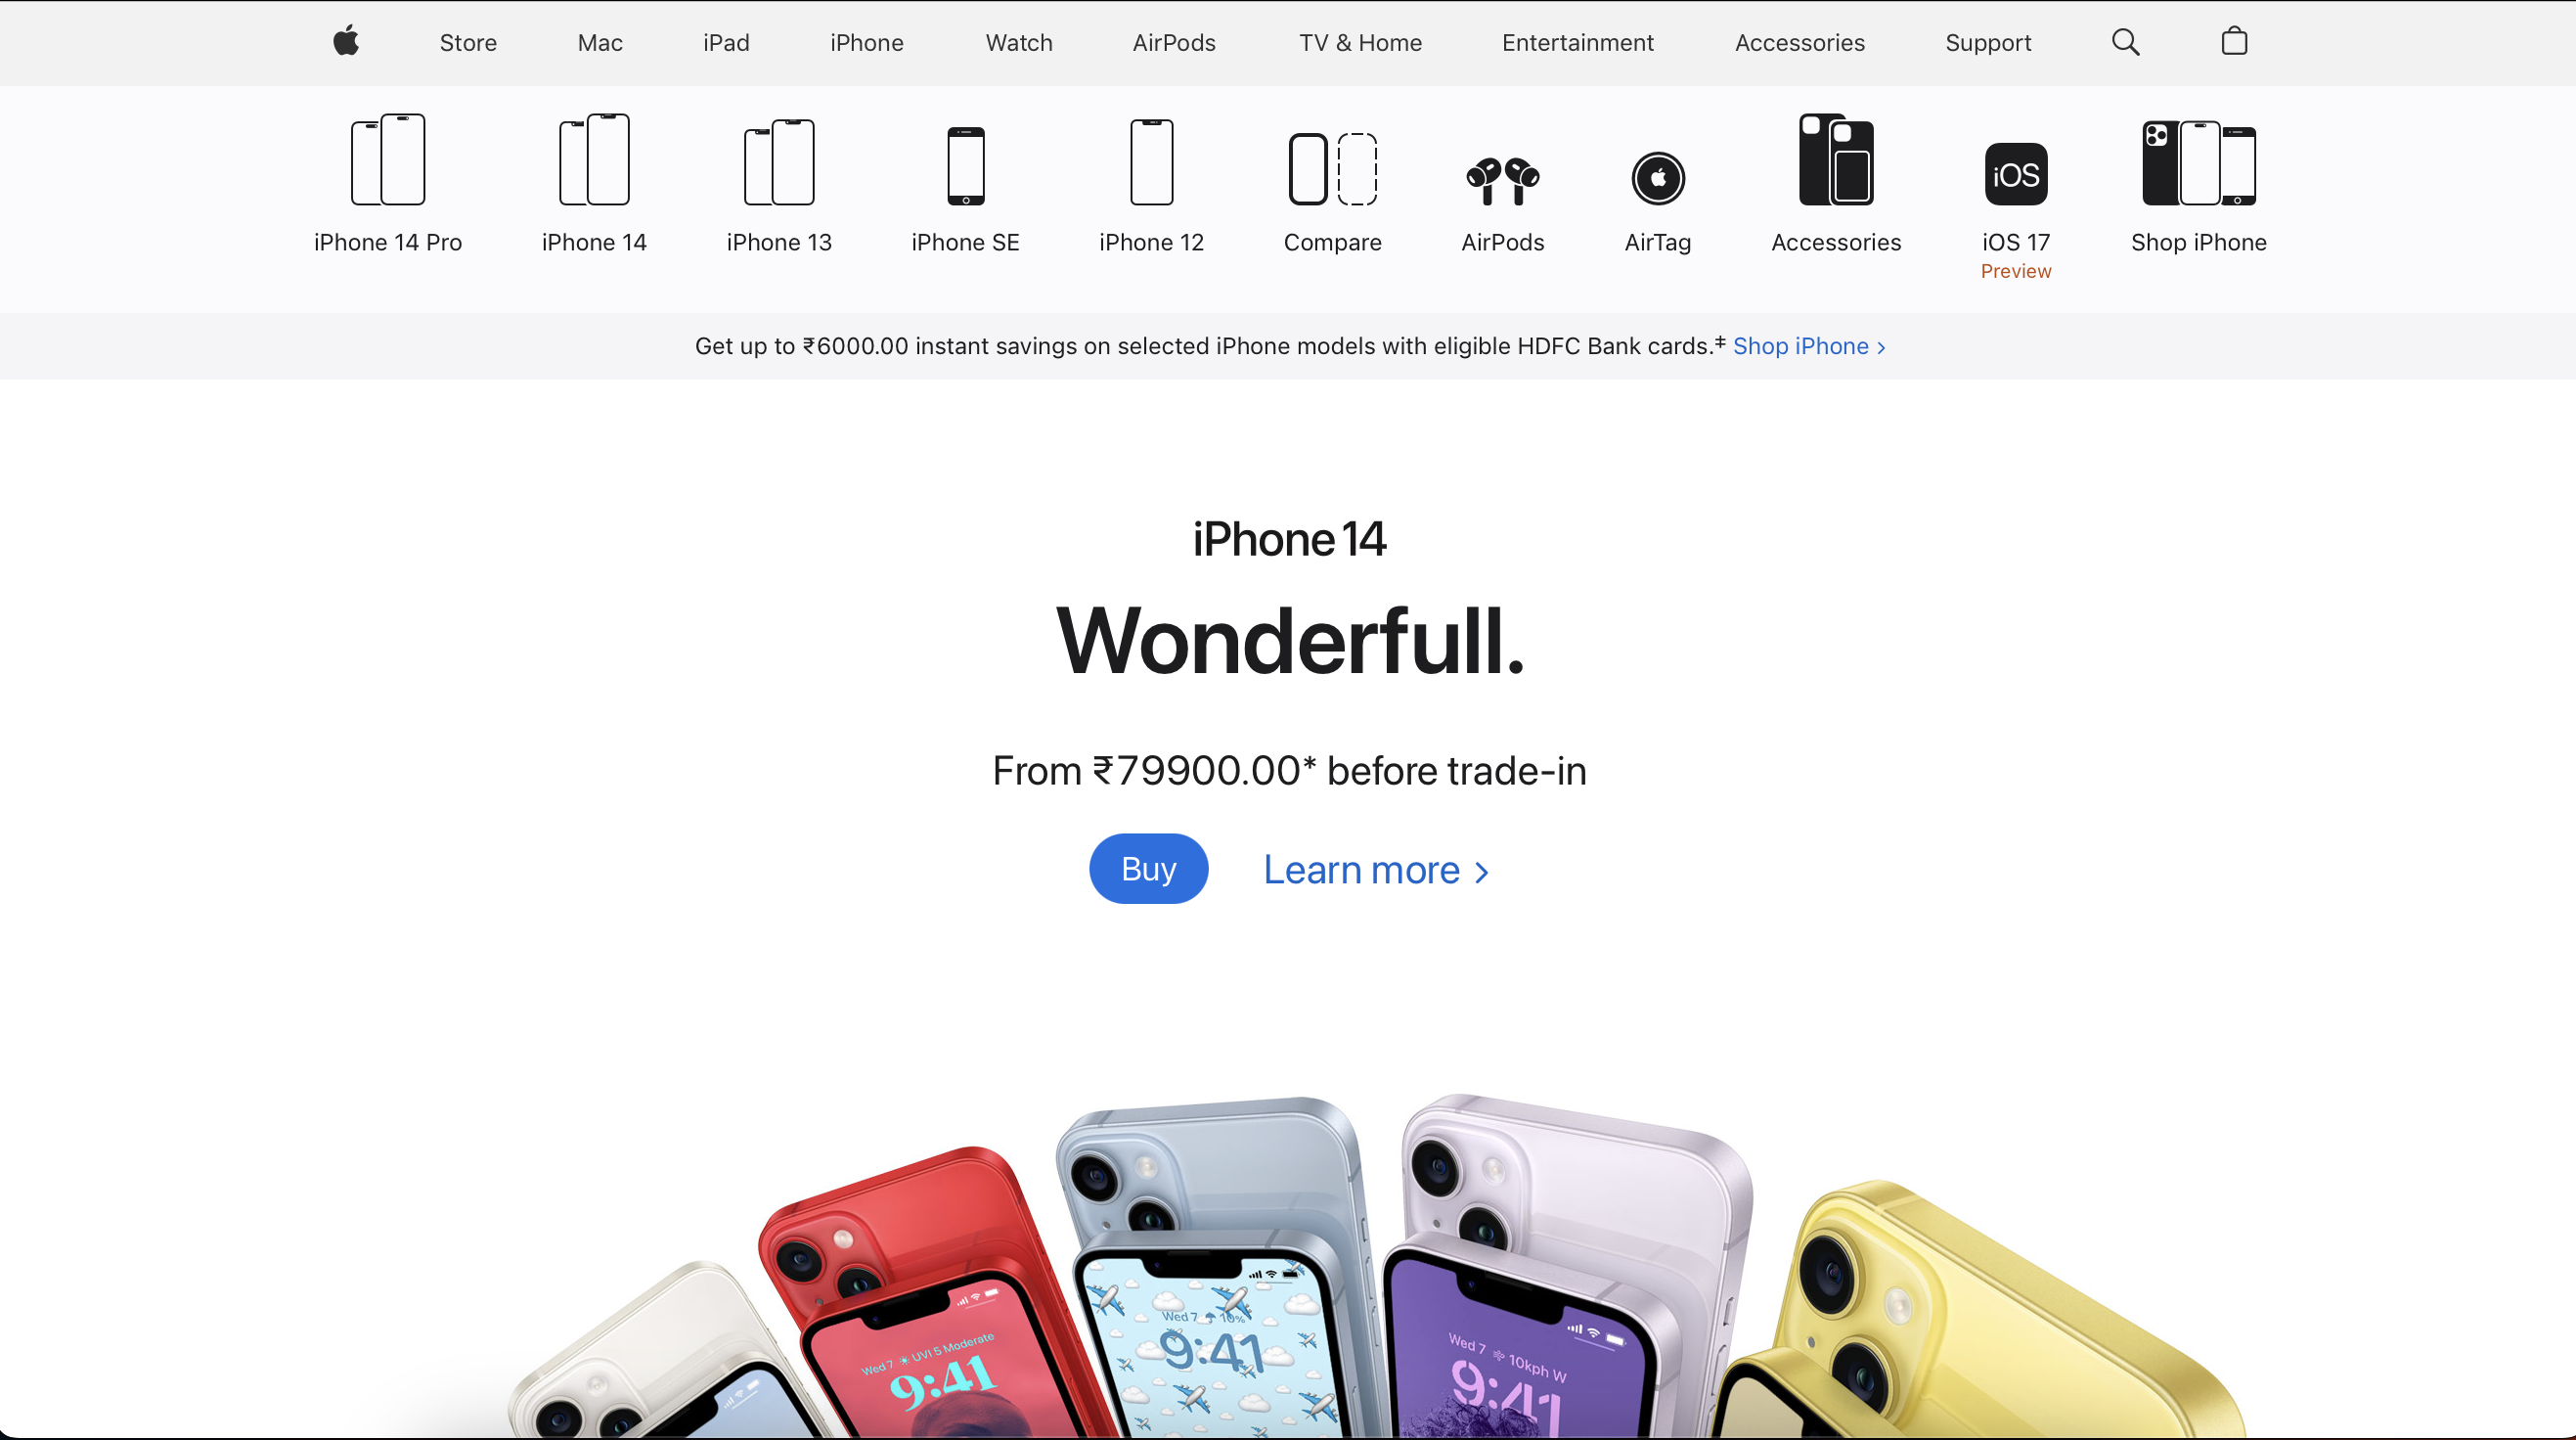 Store Mac iPad iPhone Watch AirPods TV & Home Entertainment Accessories Support
iPhone 14 Pro iPhone 14 iPhone 13 iPhone SE iPhone 12 Compare AirPods AirTag Accessories iOS iOS 17 Shop iPhone
Preview
Get up to ₹6000.00 instant savings on selected iPhone models with eligible HDFC Bank cards.‡ Shop iPhone >
iPhone 14
Wonderfull.
From ₹79900.00* before trade-in
Buy Learn more >
Wed 7 UVI 5 Moderate
9:41
Wed 7 10%
9:41
Wed 7 10kph W
9:41